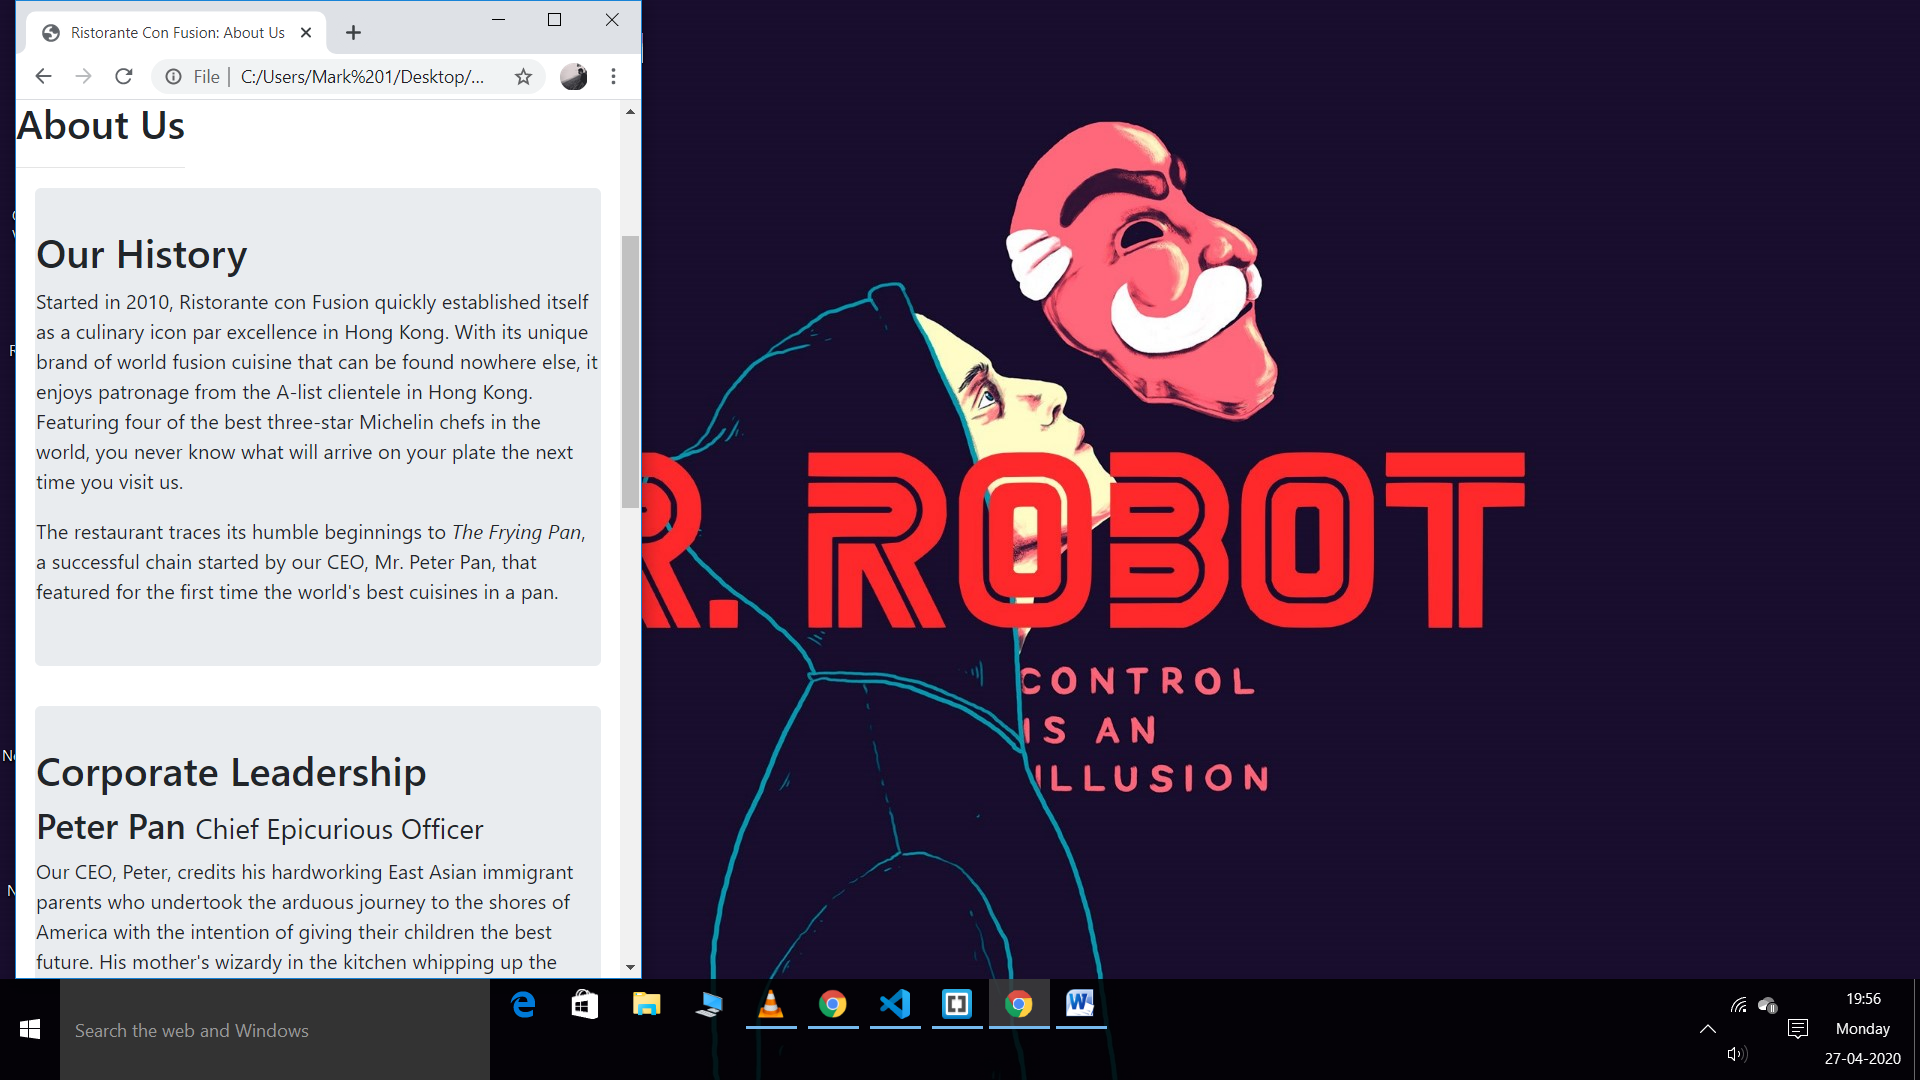 Ristorante Con Fusion: About Us
File | C:/Users/Mark%201/Desktop/...
About Us
Our History
Started in 2010, Ristorante con Fusion quickly established itself
as a culinary icon par excellence in Hong Kong. With its unique
brand of world fusion cuisine that can be found nowhere else, it
enjoys patronage from the A-list clientele in Hong Kong.
Featuring four of the best three-star Michelin chefs in the
world, you never know what will arrive on your plate the next
time you visit us.
The restaurant traces its humble beginnings to The Frying Pan,
a successful chain started by our CEO, Mr. Peter Pan, that
featured for the first time the world's best cuisines in a pan.
Corporate Leadership
Peter Pan Chief Epicurious Officer
Our CEO, Peter, credits his hardworking East Asian immigrant
parents who undertook the arduous journey to the shores of
America with the intention of giving their children the best
future. His mother's wizardy in the kitchen whipping up the
R. ROBOT
CONTROL
IS AN
ILLUSION
Search the web and Windows
19:56
Monday
27-04-2020